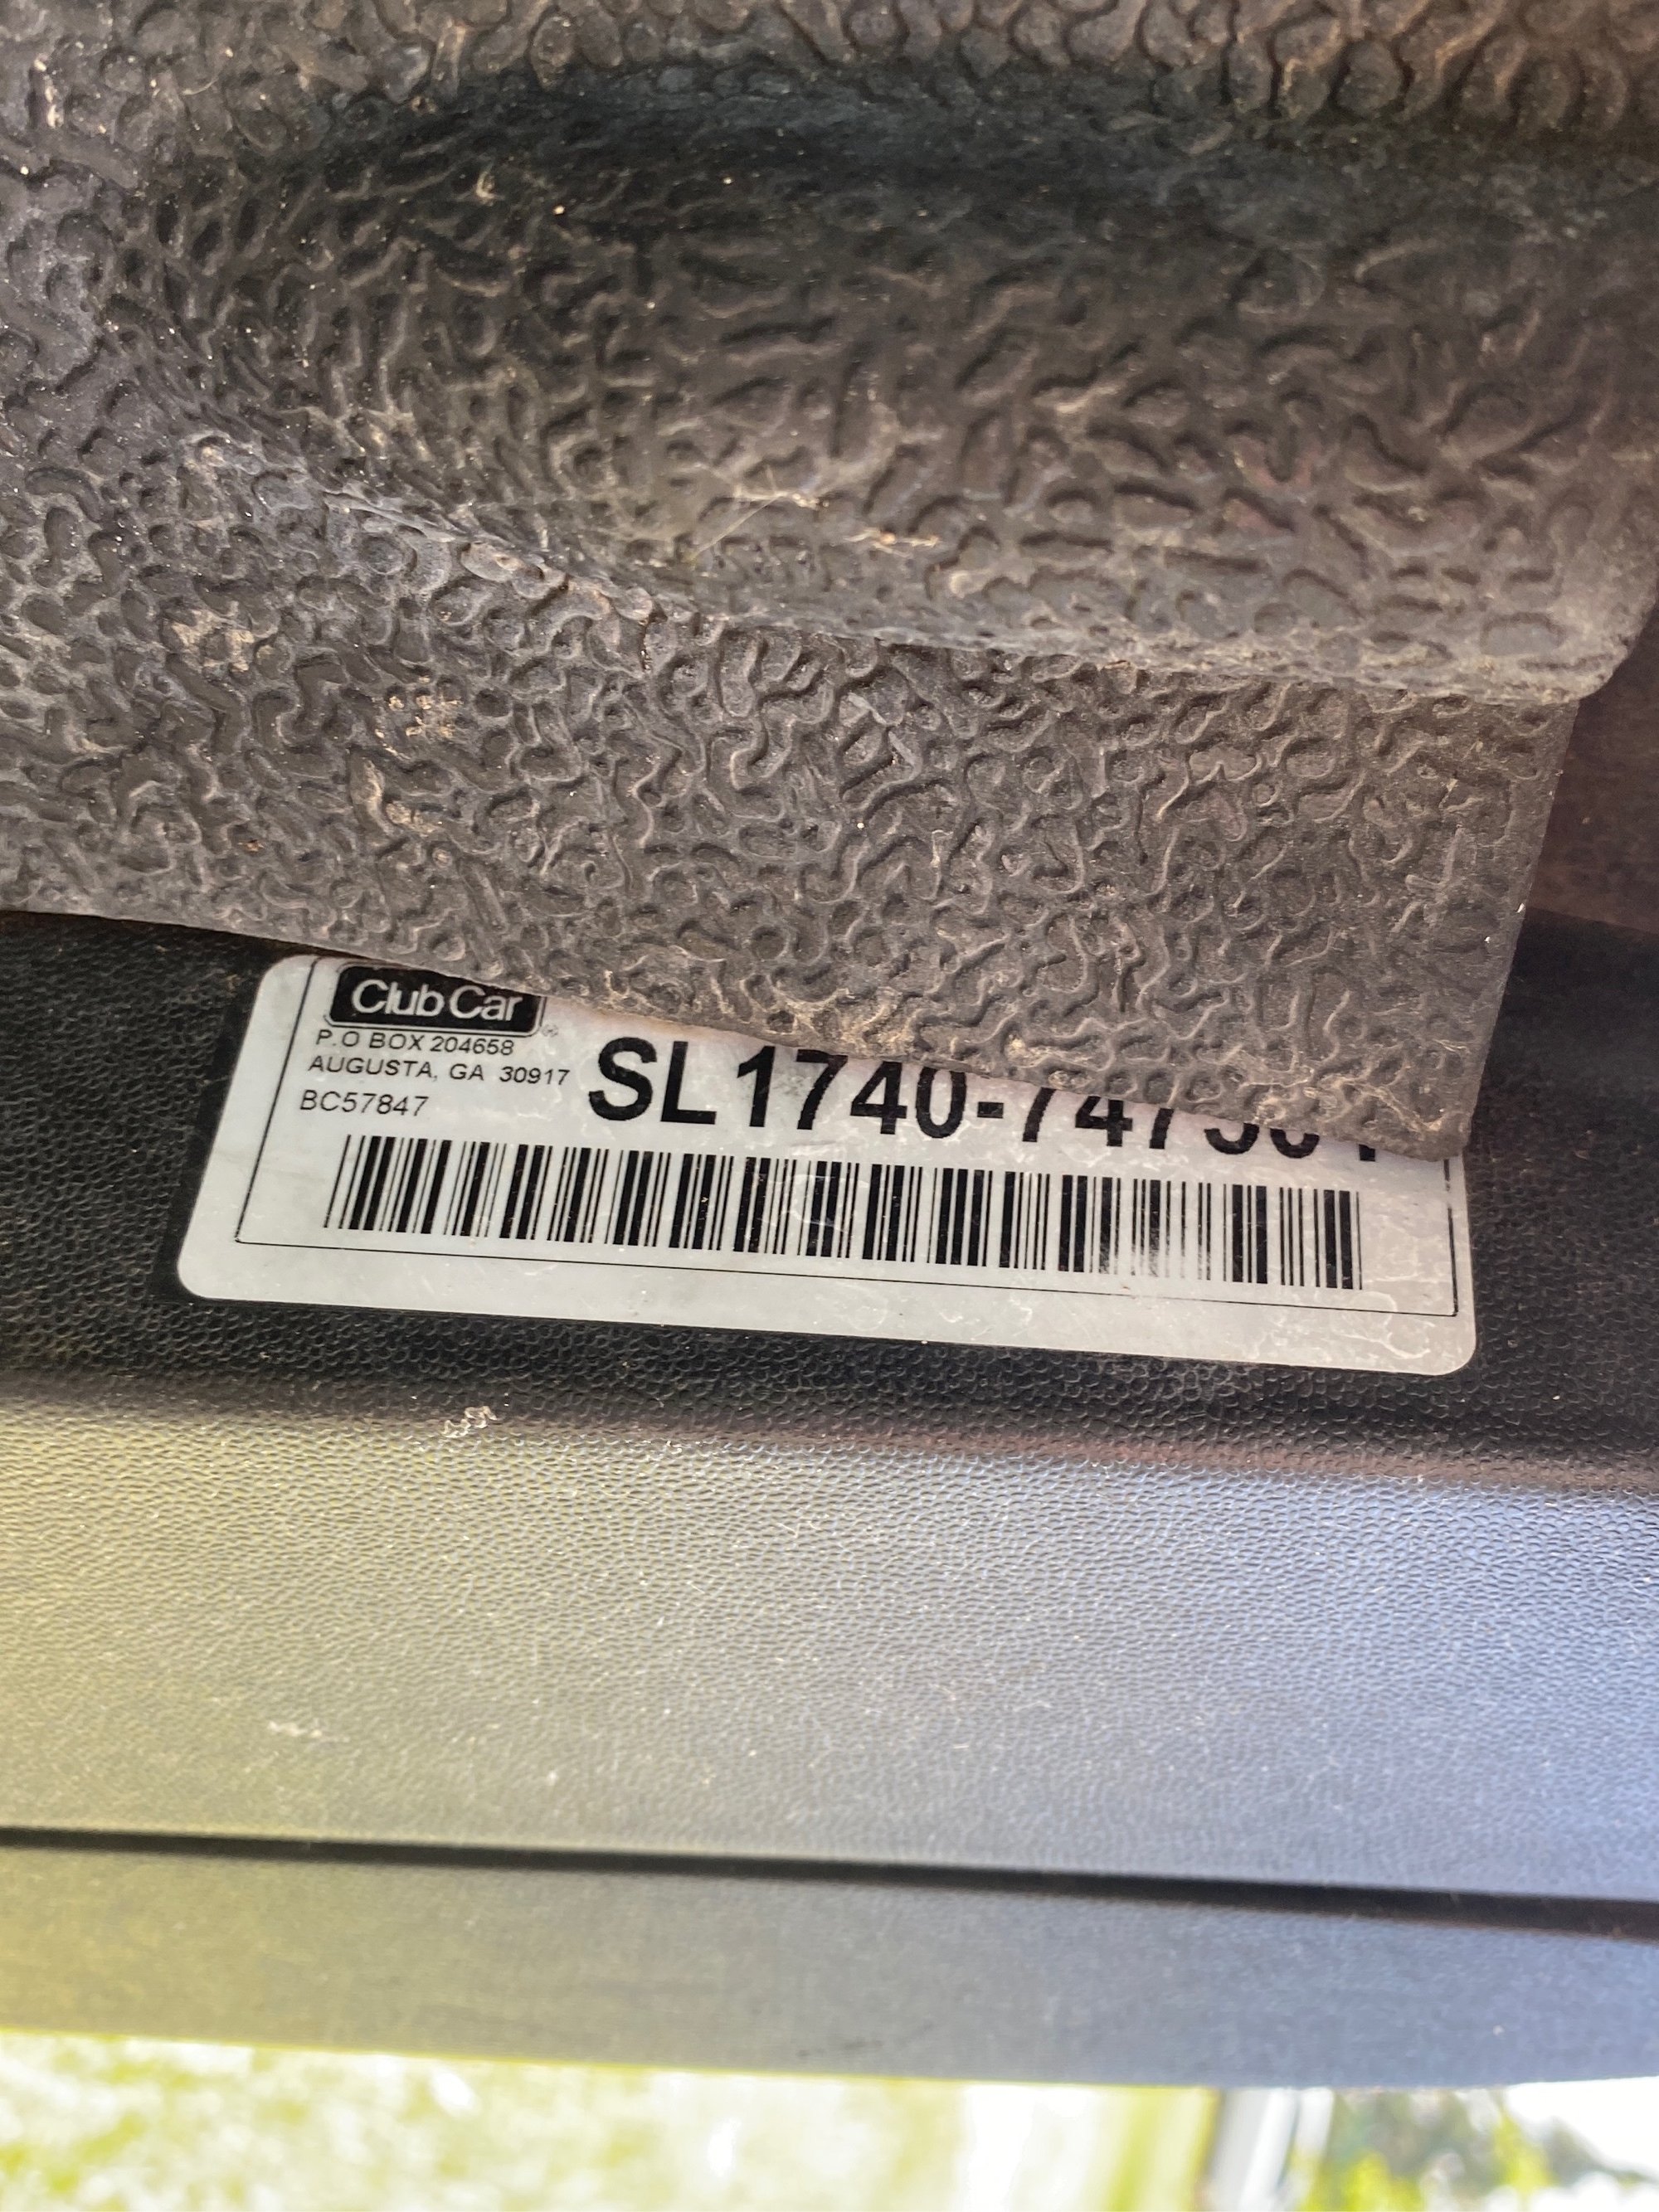 Club Car
®
P.O BOX 204658
AUGUSTA, GA 30917
BC57847